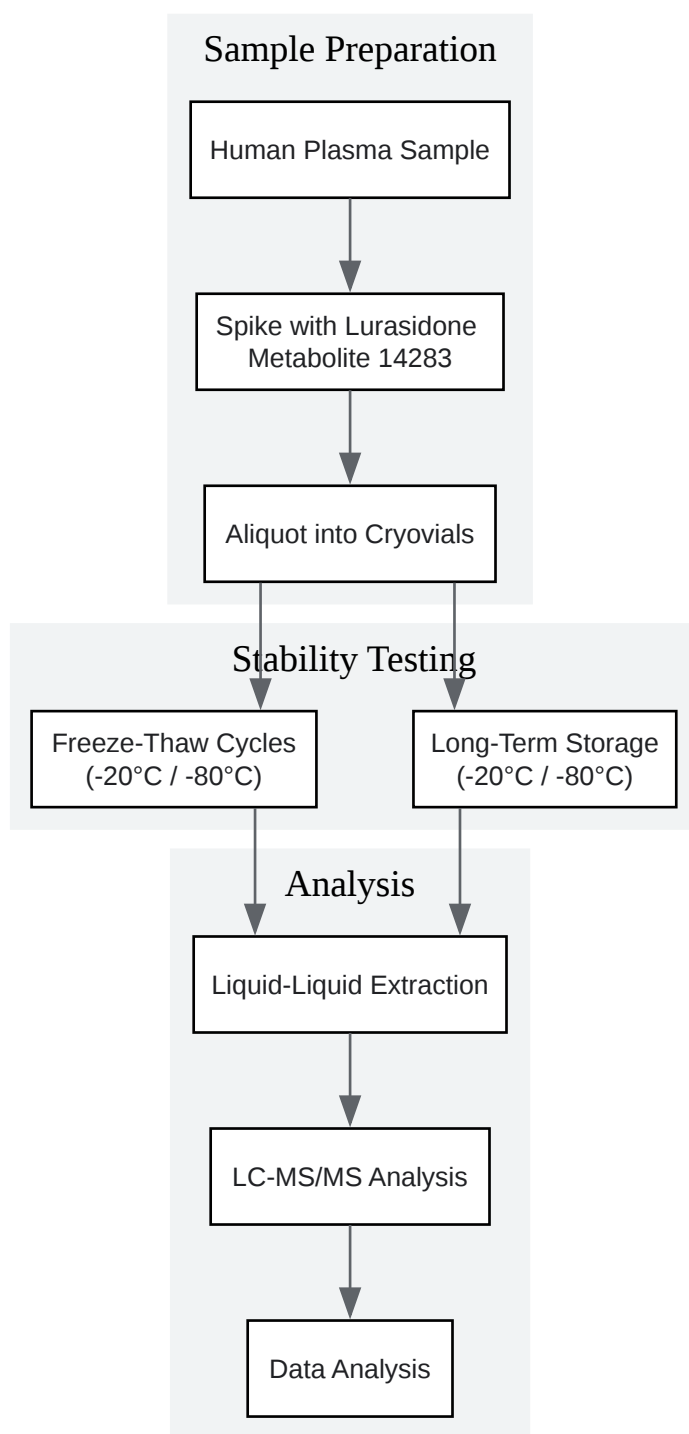 Sample Preparation
Human Plasma Sample
Spike with Lurasidone
Metabolite 14283
Aliquot into Cryovials
Stability Testing
Freeze-Thaw Cycles
(-20°C / -80°C)
Long-Term Storage
(-20°C / -80°C)
Analysis
Liquid-Liquid Extraction
LC-MS/MS Analysis
Data Analysis